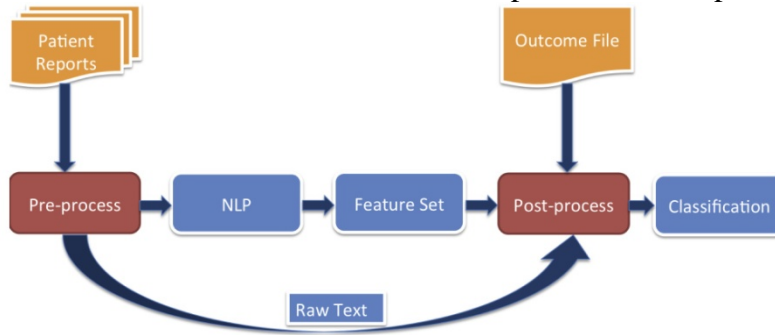 Patient
Reports
Outcome File
Pre-process
NLP
Feature Set
Post-process
Classification
Raw Text